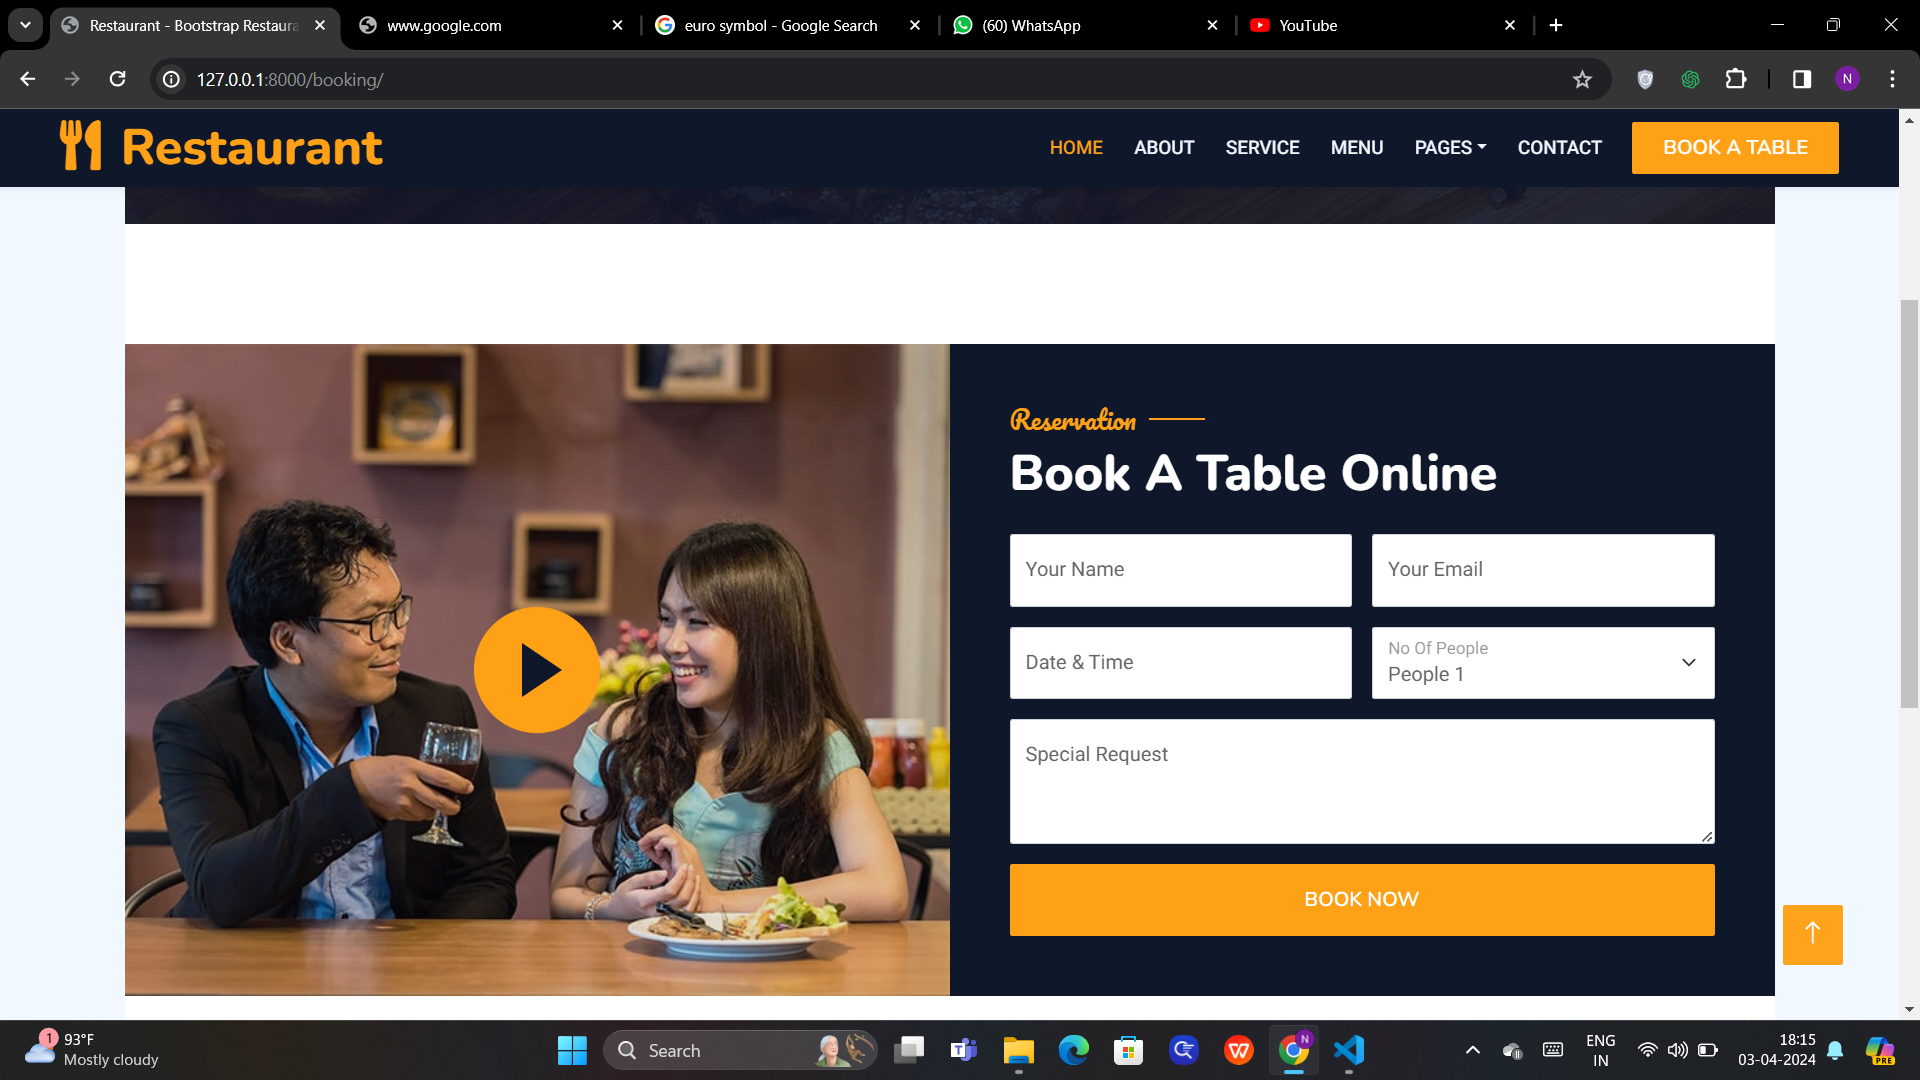 Restaurant - Bootstrap Restaura
www.google.com
euro symbol - Google Search
(60) WhatsApp
YouTube
127.0.0.1:8000/booking/
N
Restaurant
HOME
ABOUT
SERVICE
MENU
PAGES
CONTACT
BOOK A TABLE
Reservation
Book A Table Online
Your Name
Your Email
Date & Time
No Of People
People 1
Special Request
BOOK NOW
1
93°F
Mostly cloudy
Search
N
ENG
IN
18:15
03-04-2024
PRE